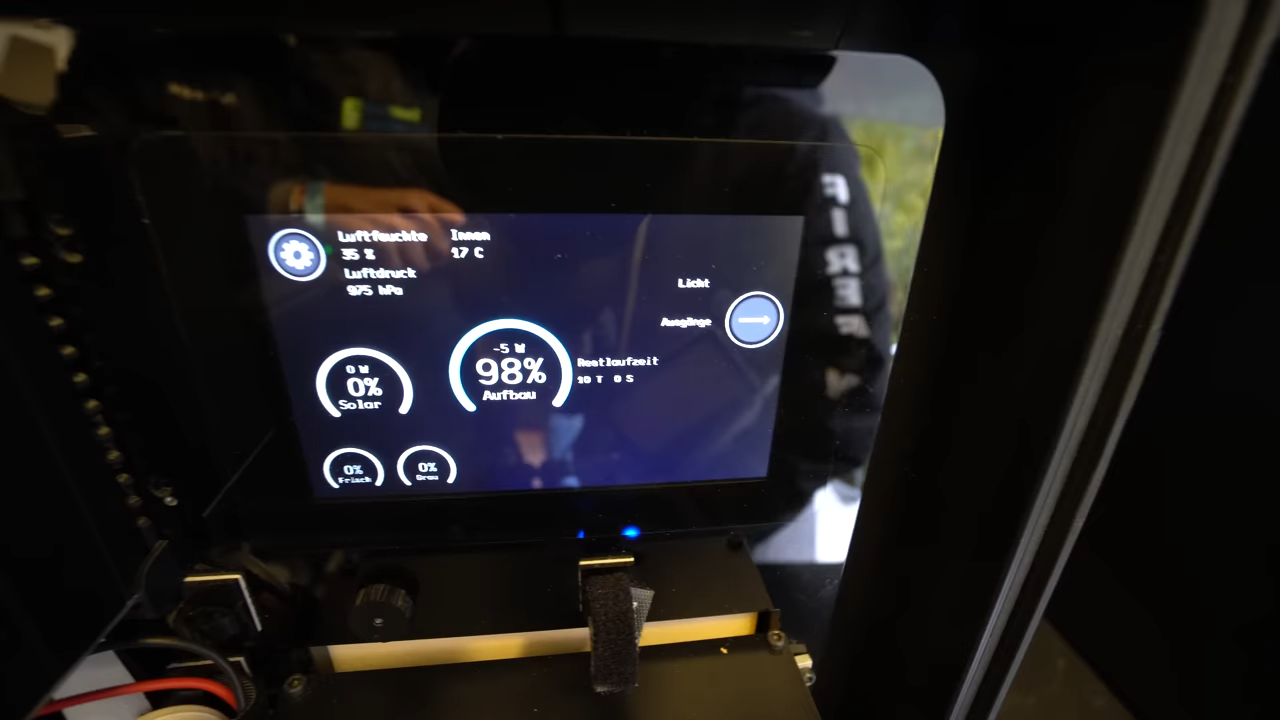 Luftfeuchte
35 %
Luftdruck
975 hPa
Innen
17 C
Licht
Ausgänge
0 W
0%
Solar
-5 W
98%
Aufbau
Restlaufzeit
10 T 0 S
0%
Frisch
0%
Grau
FIRE